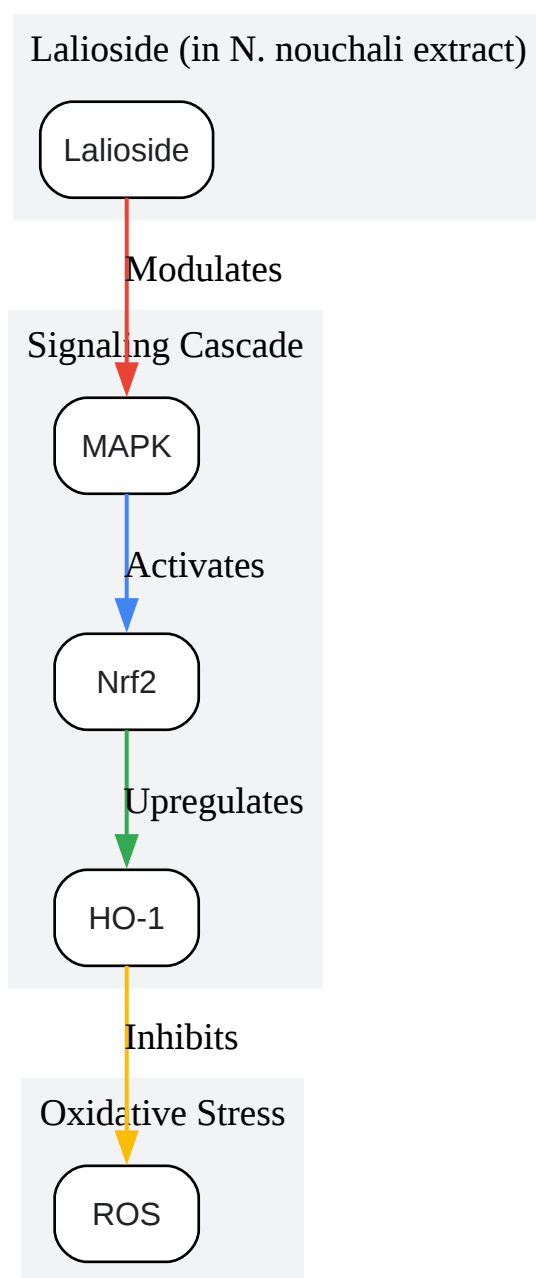 Lalioside (in N. nouchali extract)
Lalioside
Modulates
Signaling Cascade
MAPK
Activates
Nrf2
Upregulates
HO-1
Inhibits
Oxidative Stress
ROS